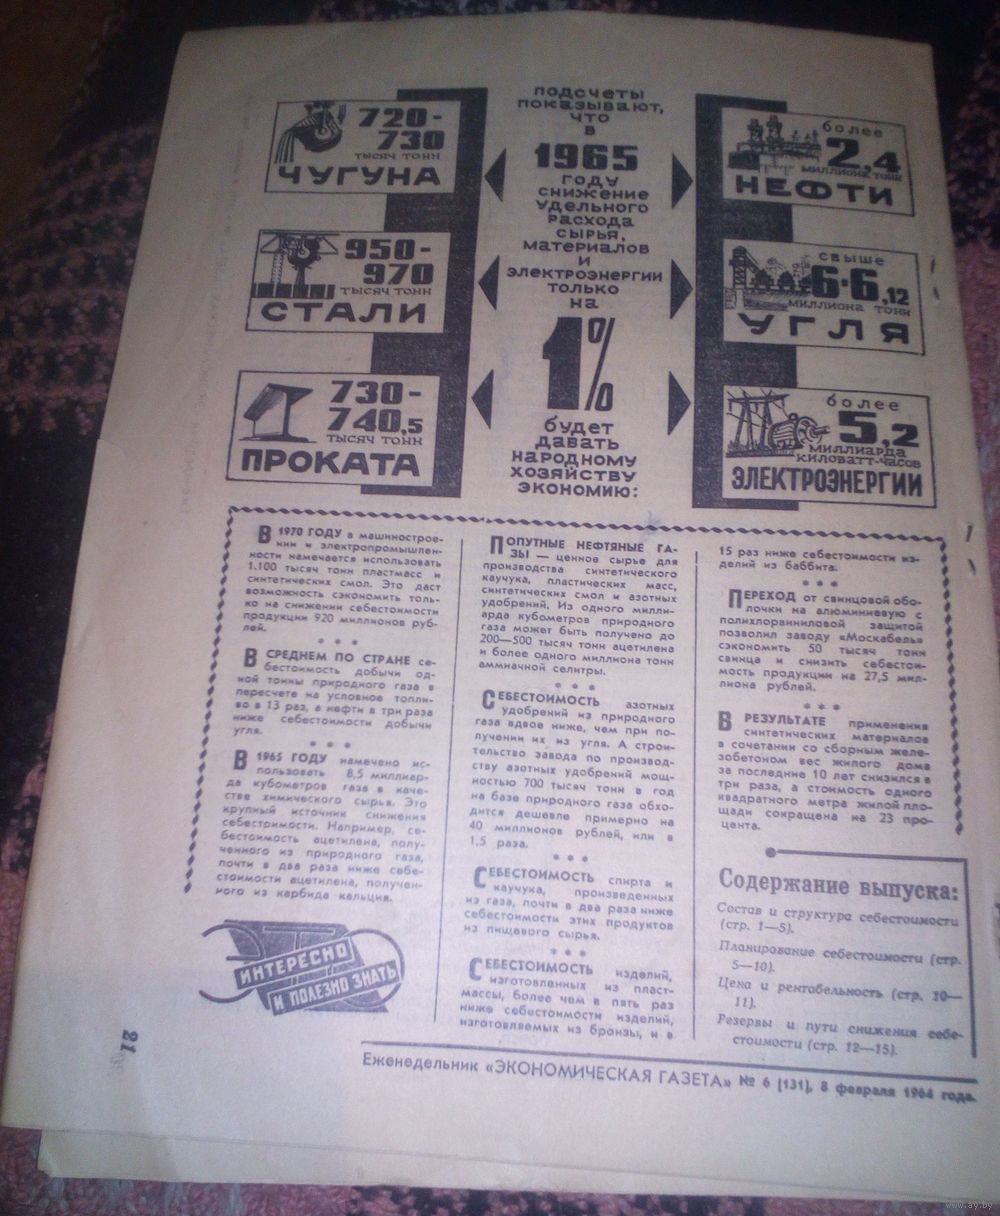 720-
730
тысяч тонн
ЧУГУНА
950-
970
тысяч тонн
СТАЛИ
730-
740,5
тысяч тонн
ПРОКАТА
подсчеты
показывают,
что
в
1965
году
снижение
удельного
расхода
сырья,
материалов
и
электроэнергии
только
на
1%
будет
давать
народному
хозяйству
экономию:
более
2,4
миллиона тонн
НЕФТИ
свыше
6-6,12
миллиона тонн
УГЛЯ
более
5,2
миллиарда
киловатт-часов
ЭЛЕКТРОЭНЕРГИИ
В 1970 ГОДУ в машинострое-
нии и электропромышлен-
ности намечается использовать
1.100 тысяч тонн пластмасс и
синтетических смол. Это даст
возможность сэкономить толь-
ко на снижении себестоимости
продукции 920 миллионов руб-
лей.
* * *
В СРЕДНЕМ ПО СТРАНЕ се-
бестоимость добычи од-
ной тонны природного газа в
пересчете на условное топли-
во в 13 раз, а нефти в три раза
ниже себестоимости добычи
угля.
* * *
В 1965 ГОДУ намечено ис-
пользовать 8,5 миллиар-
да кубометров газа в каче-
стве химического сырья. Это
крупный источник снижения
себестоимости. Например, се-
бестоимость ацетилена, полу-
ченного из природного газа,
почти в два раза ниже себе-
стоимости ацетилена, получен-
ного из карбида кальция.
ИНТЕРЕСНО
И ПОЛЕЗНО ЗНАТЬ
ПОПУТНЫЕ НЕФТЯНЫЕ ГА-
ЗЫ — ценное сырье для
производства синтетического
каучука, пластических масс,
синтетических смол и азотных
удобрений. Из одного милли-
арда кубометров природного
газа может быть получено до
200—500 тысяч тонн ацетилена
и более одного миллиона тонн
аммиачной селитры.
* * *
СЕБЕСТОИМОСТЬ азотных
удобрений из природного
газа вдвое ниже, чем при по-
лучении их из угля. А строи-
тельство завода по производ-
ству азотных удобрений мощ-
ностью 700 тысяч тонн в год
на базе природного газа обхо-
дится дешевле примерно на
40 миллионов рублей, или в
1,5 раза.
* * *
СЕБЕСТОИМОСТЬ спирта и
каучука, произведенных
из газа, почти в два раза ниже
себестоимости этих продуктов
из пищевого сырья.
* * *
СЕБЕСТОИМОСТЬ изделий,
изготовленных из пласт-
массы, более чем в пять раз
ниже себестоимости изделий,
изготовляемых из бронзы, и в
15 раз ниже себестоимости из-
делий из баббита.
* * *
ПЕРЕХОД от свинцовой обо-
лочки на алюминиевую с
полихлорвиниловой защитой
позволил заводу «Москабель»
сэкономить 50 тысяч тонн
свинца и снизить себестои-
мость продукции на 27,5 мил-
лиона рублей.
* * *
В РЕЗУЛЬТАТЕ применения
синтетических материалов
в сочетании со сборным желе-
зобетоном вес жилого дома
за последние 10 лет снизился в
три раза, а стоимость одного
квадратного метра жилой пло-
щади сокращена на 23 про-
цента.
Содержание выпуска:
Состав и структура себестоимости
(стр. 1—5).
Планирование себестоимости (стр.
5—10).
Цена и рентабельность (стр. 10—
11).
Резервы и пути снижения себе-
стоимости (стр. 12—15).
21
Еженедельник «ЭКОНОМИЧЕСКАЯ ГАЗЕТА» № 6 (131), 8 февраля 1964 года.
www.ay.by